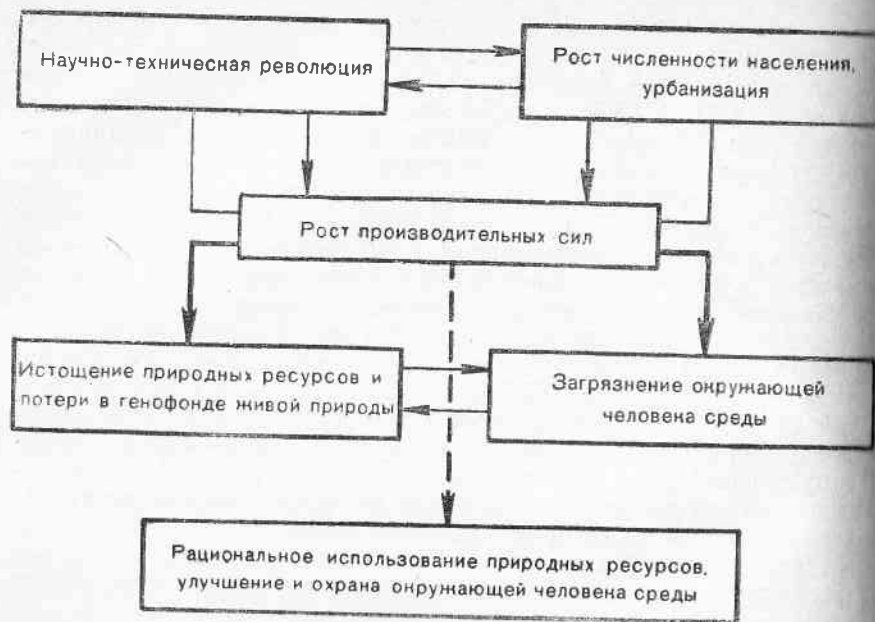 Научно-техническая революция
Рост численности населения,
урбанизация
Рост производительных сил
Истощение природных ресурсов и
потери в генофонде живой природы
Загрязнение окружающей
человека среды
Рациональное использование природных ресурсов,
улучшение и охрана окружающей человека среды